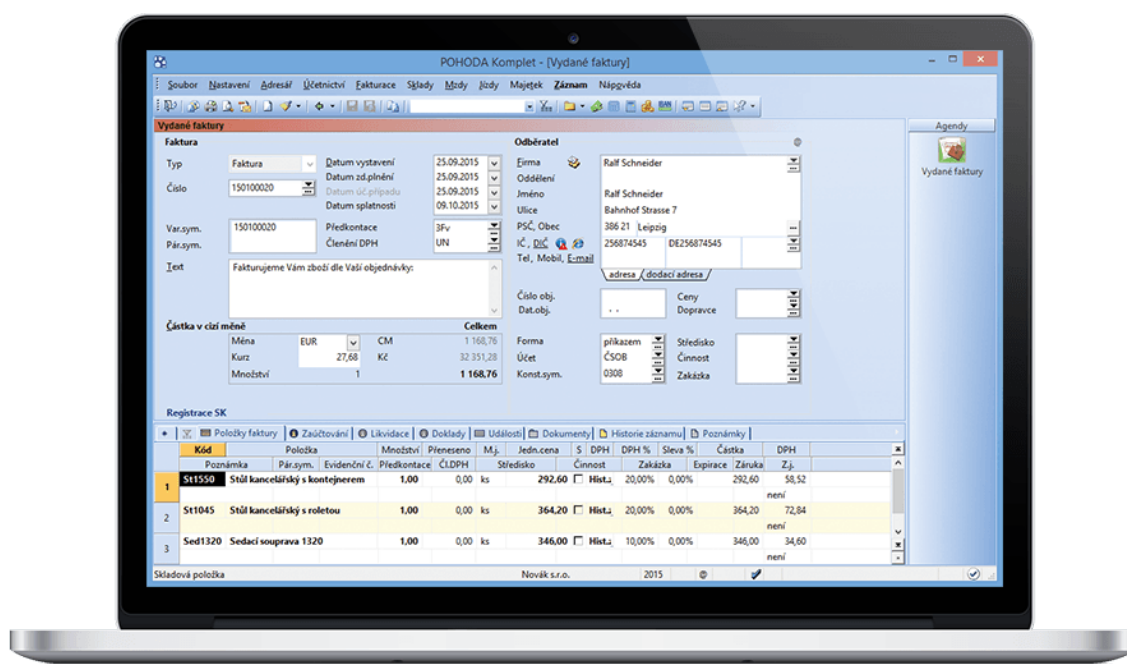 POHODA Komplet - [Vydané faktury]
Soubor Nastavení Adresář Účetnictví Fakturace Sklady Mzdy Jízdy Majetek Záznam Nápověda
Vydané faktury
Agendy
Vydané faktury
Faktura
Typ Faktura
Číslo 150100020
Datum vystavení 25.09.2015
Datum zd.plnění 25.09.2015
Datum úč.případu 25.09.2015
Datum splatnosti 09.10.2015
Var.sym. 150100020
Pár.sym.
Předkontace 3Fv
Členění DPH UN
Text Fakturujeme Vám zboží dle Vaší objednávky:
Odběratel
Firma Ralf Schneider
Oddělení
Jméno Ralf Schneider
Ulice Bahnhof Strasse 7
PSČ, Obec 386 21 Leipzig
IČ, DIČ 256874545 DE256874545
Tel, Mobil, E-mail
adresa dodací adresa
Číslo obj. Ceny
Dat.obj. . . Dopravce
Částka v cizí měně Celkem
Měna EUR CM 1 168,76
Kurz 27,68 Kč 32 351,28
Množství 1 1 168,76
Forma příkazem Středisko
Účet ČSOB Činnost
Konst.sym. 0308 Zakázka
Registrace SK
Položky faktury Zaúčtování Likvidace Doklady Události Dokumenty Historie záznamu Poznámky
Kód Položka Množství Přeneseno M.j. Jedn.cena S DPH DPH % Sleva % Částka DPH
Poznámka Pár.sym. Evidenční č. Předkontace Čl.DPH Středisko Činnost Zakázka Expirace Záruka Z.j.
1 St1550 Stůl kancelářský s kontejnerem 1,00 0,00 ks 292,60 Hist.; 20,00% 0,00% 292,60 58,52
není
2 St1045 Stůl kancelářský s roletou 1,00 0,00 ks 364,20 Hist.; 20,00% 0,00% 364,20 72,84
není
3 Sed1320 Sedací souprava 1320 1,00 0,00 ks 346,00 Hist.; 10,00% 0,00% 346,00 34,60
není
Skladová položka Novák s.r.o. 2015